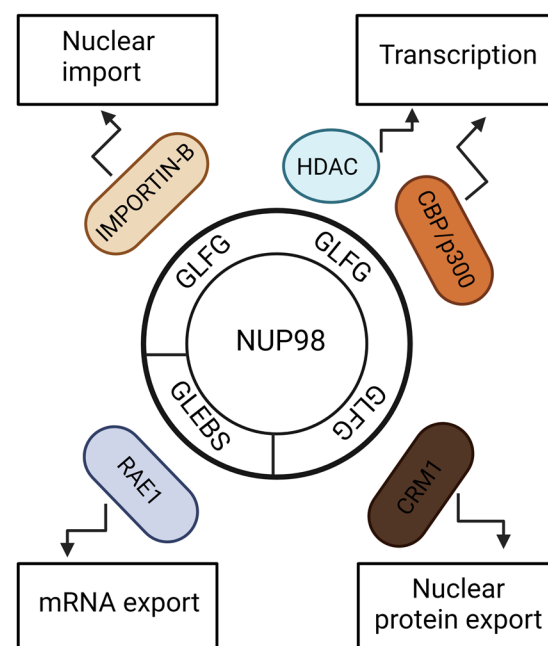 Nuclear
import
Transcription
IMPORTIN-B
HDAC
CBP/p300
GLFG
GLFG
NUP98
GLEBS
GLFG
RAE1
CRM1
mRNA export
Nuclear
protein export